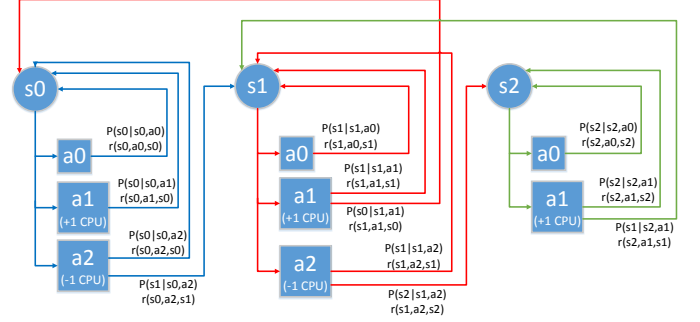 s0
P(s0|s0,a0)
r(s0,a0,s0)
a0
P(s0|s0,a1)
r(s0,a1,s0)
a1
(+1 CPU)
P(s0|s0,a2)
r(s0,a2,s0)
a2
(-1 CPU)
P(s1|s0,a2)
r(s0,a2,s1)
s1
P(s1|s1,a0)
r(s1,a0,s1)
a0
P(s1|s1,a1)
r(s1,a1,s1)
a1
(+1 CPU)
P(s0|s1,a1)
r(s1,a1,s0)
P(s1|s1,a2)
r(s1,a2,s1)
a2
(-1 CPU)
P(s2|s1,a2)
r(s1,a2,s2)
s2
P(s2|s2,a0)
r(s2,a0,s2)
a0
P(s2|s2,a1)
r(s2,a1,s2)
a1
(+1 CPU)
P(s1|s2,a1)
r(s2,a1,s1)